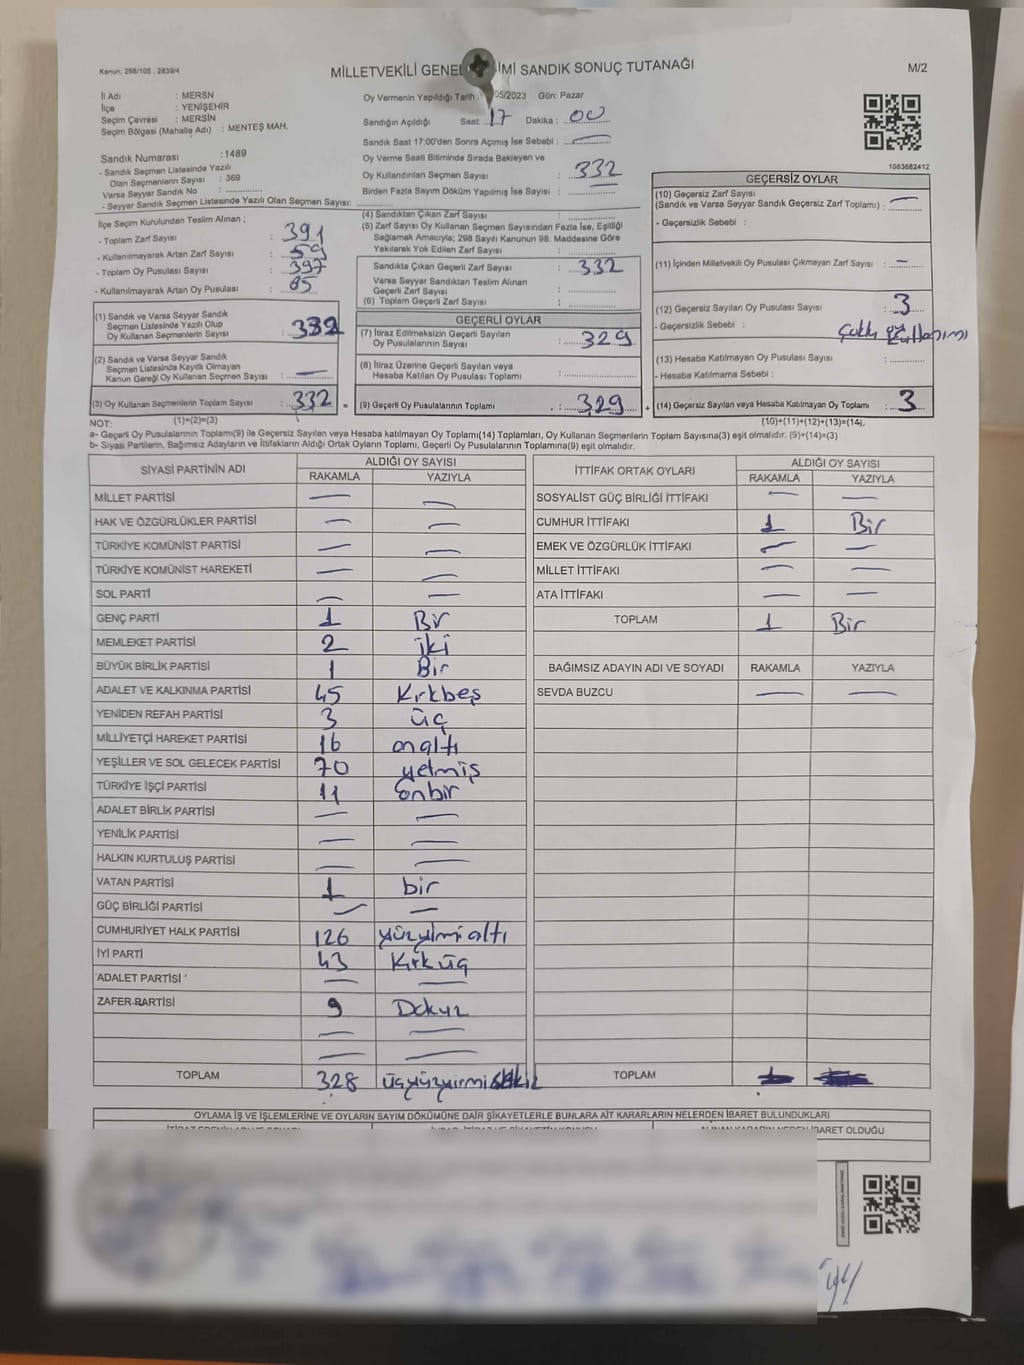 Kanun: 298/105 , 2839/4
MİLLETVEKİLİ GENEL İMİ SANDIK SONUÇ TUTANAĞI
M/2
İl Adı : MERSN
İlçe : YENİŞEHİR
Seçim Çevresi : MERSİN
Seçim Bölgesi (Mahalle Adı) : MENTEŞ MAH.
Oy Vermenin Yapıldığı Tarih 05/2023 Gün: Pazar
Sandığın Açıldığı Saat: 17 Dakika : 00
Sandık Saat 17:00'den Sonra Açımış İse Sebebi : —
Oy Verme Saati Bitiminde Sırada Bekleyen ve
Oy Kullandırılan Seçmen Sayısı : 332
Birden Fazla Sayım Döküm Yapılmış İse Sayısı :
1083682412
Sandık Numarası : 1489
- Sandık Seçmen Listesinde Yazılı
Olan Seçmenlerin Sayısı : 369
Varsa Seyyar Sandık No :
- Seyyar Sandık Seçmen Listesinde Yazılı Olan Seçmen Sayısı:
İlçe Seçim Kurulundan Teslim Alınan ;
- Toplam Zarf Sayısı : 391
- Kullanılmayarak Artan Zarf Sayısı : 59
- Toplam Oy Pusulası Sayısı : 397
- Kullanılmayarak Artan Oy Pusulası : 65
(1) Sandık ve Varsa Seyyar Sandık
Seçmen Listesinde Yazılı Olup
Oy Kullanan Seçmenlerin Sayısı : 332
(2) Sandık ve Varsa Seyyar Sandık
Seçmen Listesinde Kayıtlı Olmayan
Kanun Gereği Oy Kullanan Seçmen Sayısı : —
(3) Oy Kullanan Seçmenlerin Toplam Sayısı : 332 =
(1)+(2)=(3)
(4) Sandıktan Çıkan Zarf Sayısı :
(5) Zarf Sayısı Oy Kullanan Seçmen Sayısından Fazla İse, Eşitliği
Sağlamak Amacıyla; 298 Sayılı Kanunun 98. Maddesine Göre
Yakılarak Yok Edilen Zarf Sayısı :
Sandıkta Çıkan Geçerli Zarf Sayısı : 332
Varsa Seyyar Sandıktan Teslim Alınan
Geçerli Zarf Sayısı :
(6) Toplam Geçerli Zarf Sayısı :
GEÇERLİ OYLAR
(7) İtiraz Edilmeksizin Geçerli Sayılan
Oy Pusulalarının Sayısı : 329
(8) İtiraz Üzerine Geçerli Sayılan veya
Hesaba Katılan Oy Pusulası Toplamı :
(9) Geçerli Oy Pusulalarının Toplamı : 329 +
GEÇERSİZ OYLAR
(10) Geçersiz Zarf Sayısı
(Sandık ve Varsa Seyyar Sandık Geçersiz Zarf Toplamı) : —
- Geçersizlik Sebebi :
(11) İçinden Milletvekili Oy Pusulası Çıkmayan Zarf Sayısı : —
(12) Geçersiz Sayılan Oy Pusulası Sayısı : 3
- Geçersizlik Sebebi :
(13) Hesaba Katılmayan Oy Pusulası Sayısı :
- Hesaba Katılmama Sebebi :
(14) Geçersiz Sayılan veya Hesaba Katılmayan Oy Toplamı : 3
(10)+(11)+(12)+(13)=(14),
NOT:
a- Geçerli Oy Pusulalarının Toplamı(9) ile Geçersiz Sayılan veya Hesaba katılmayan Oy Toplamı(14) Toplamları, Oy Kullanan Seçmenlerin Toplam Sayısına(3) eşit olmalıdır. (9)+(14)=(3)
b- Siyasi Partilerin, Bağımsız Adayların ve İttifakların Aldığı Ortak Oyların Toplamı, Geçerli Oy Pusulalarının Toplamına(9) eşit olmalıdır.
SİYASİ PARTİNİN ADI ALDIĞI OY SAYISI
RAKAMLA YAZIYLA
MİLLET PARTİSİ — —
HAK VE ÖZGÜRLÜKLER PARTİSİ — —
TÜRKİYE KOMÜNİST PARTİSİ — —
TÜRKİYE KOMÜNİST HAREKETİ — —
SOL PARTİ — —
GENÇ PARTİ 1 Bir
MEMLEKET PARTİSİ 2 iki
BÜYÜK BİRLİK PARTİSİ 1 Bir
ADALET VE KALKINMA PARTİSİ 45 Kırkbeş
YENİDEN REFAH PARTİSİ 3 üç
MİLLİYETÇİ HAREKET PARTİSİ 16 onaltı
YEŞİLLER VE SOL GELECEK PARTİSİ 70 yetmiş
TÜRKİYE İŞÇİ PARTİSİ 11 onbir
ADALET BİRLİK PARTİSİ — —
YENİLİK PARTİSİ — —
HALKIN KURTULUŞ PARTİSİ — —
VATAN PARTİSİ 1 bir
GÜÇ BİRLİĞİ PARTİSİ — —
CUMHURİYET HALK PARTİSİ 126 yüzyirmi altı
İYİ PARTİ 43 Kırküç
ADALET PARTİSİ — —
ZAFER PARTİSİ 9 Dokuz
— —
— —
TOPLAM 328 üçyüzyirmi sekiz
İTTİFAK ORTAK OYLARI ALDIĞI OY SAYISI
RAKAMLA YAZIYLA
SOSYALİST GÜÇ BİRLİĞİ İTTİFAKI — —
CUMHUR İTTİFAKI 1 Bir
EMEK VE ÖZGÜRLÜK İTTİFAKI — —
MİLLET İTTİFAKI — —
ATA İTTİFAKI — —
TOPLAM 1 Bir
BAĞIMSIZ ADAYIN ADI VE SOYADI RAKAMLA YAZIYLA
SEVDA BUZCU — —
TOPLAM
OYLAMA İŞ VE İŞLEMLERİNE VE OYLARIN SAYIM DÖKÜMÜNE DAİR ŞİKAYETLERLE BUNLARA AİT KARARLARIN NELERDEN İBARET BULUNDUKLARI
İBARET OLDUĞU